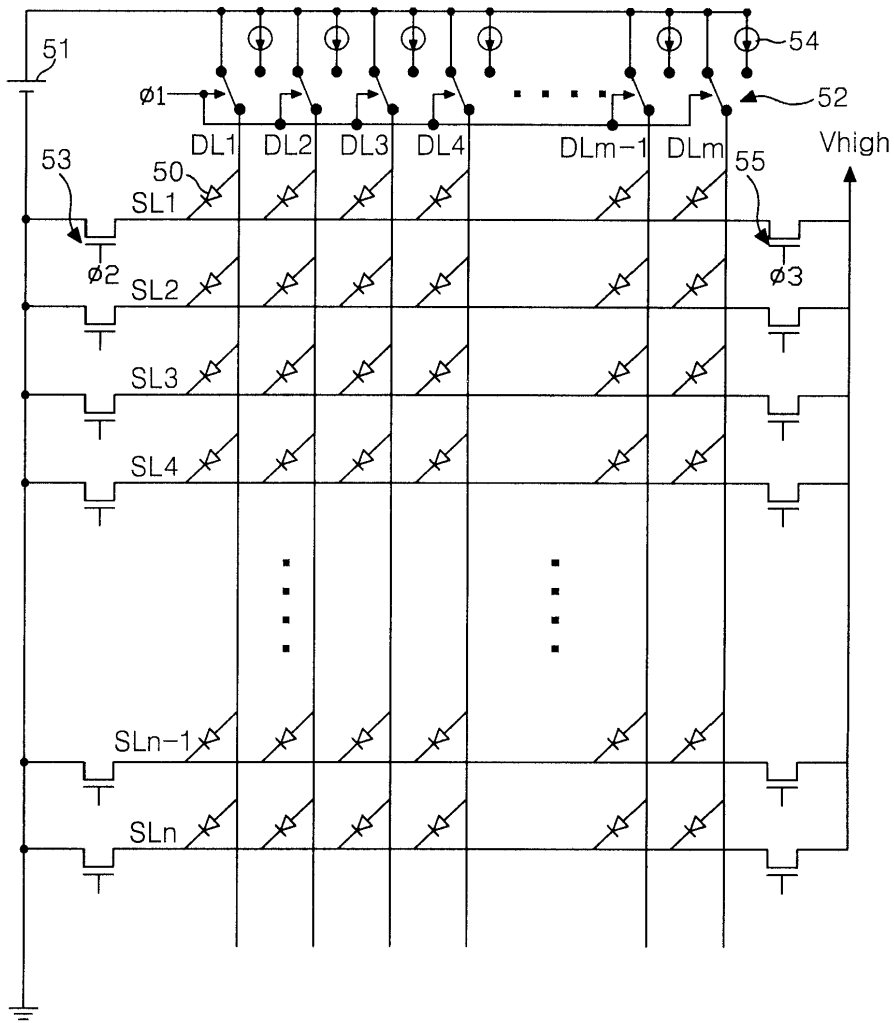 51
54
ø1
52
DL1 DL2 DL3 DL4 DLm-1 DLm
Vhigh
53
50
55
SL1
ø2
ø3
SL2
SL3
SL4
SLn-1
SLn